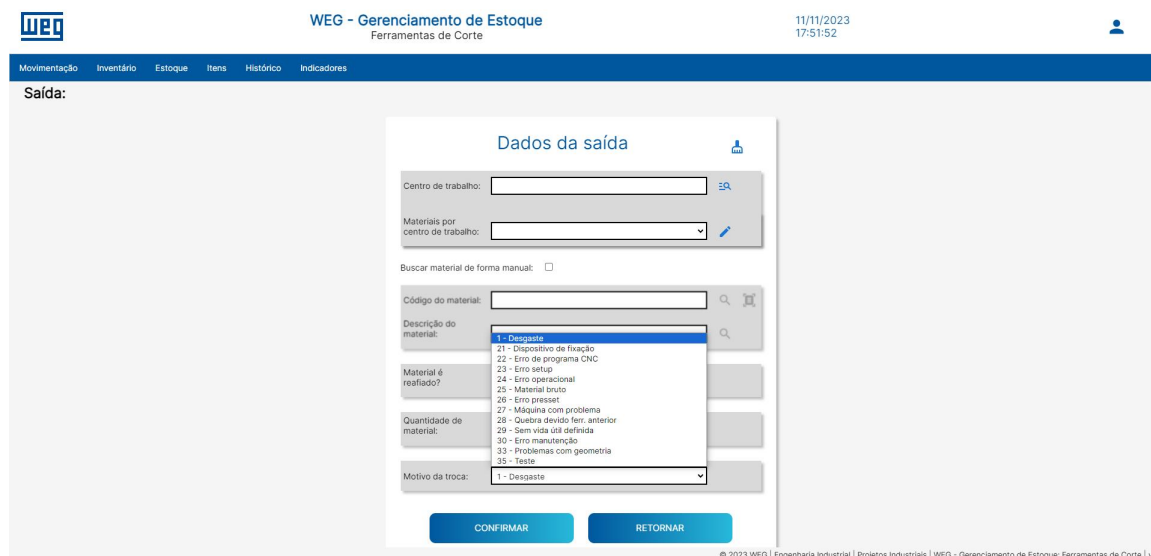 WEG
WEG - Gerenciamento de Estoque
Ferramentas de Corte
11/11/2023
17:51:52
Movimentação Inventário Estoque Itens Histórico Indicadores
Saída:
Dados da saída
Centro de trabalho:
Materiais por
centro de trabalho:
Buscar material de forma manual:
Código do material:
Descrição do
material:
1 - Desgaste
21 - Dispositivo de fixação
22 - Erro de programa CNC
23 - Erro setup
24 - Erro operacional
25 - Material bruto
26 - Erro presset
27 - Máquina com problema
28 - Quebra devido ferr. anterior
29 - Sem vida útil definida
30 - Erro manutenção
33 - Problemas com geometria
35 - Teste
Material é
reafiado?
Quantidade de
material:
Motivo da troca: 1 - Desgaste
CONFIRMAR RETORNAR
© 2023 WEG | Engenharia Industrial | Projetos Industriais | WEG - Gerenciamento de Estoque: Ferramentas de Corte |